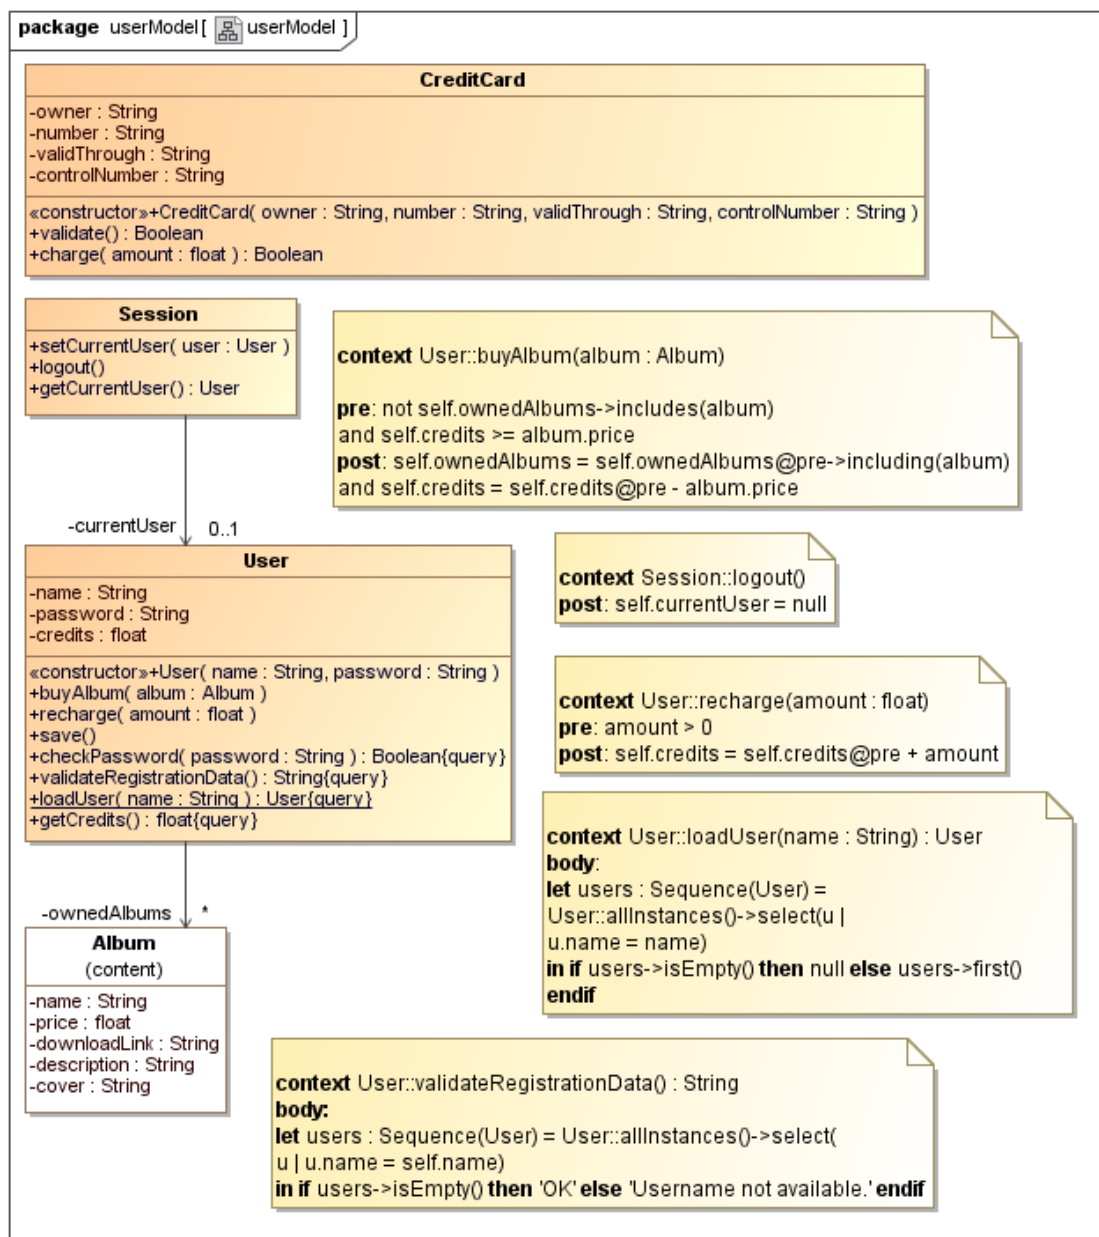 package userModel[ userModel ]
CreditCard
-owner : String
-number : String
-validThrough : String
-controlNumber : String
«constructor»+CreditCard( owner : String, number : String, validThrough : String, controlNumber : String )
+validate() : Boolean
+charge( amount : float ) : Boolean
Session
+setCurrentUser( user : User )
+logout()
+getCurrentUser() : User
context User::buyAlbum(album : Album)
pre: not self.ownedAlbums->includes(album)
and self.credits >= album.price
post: self.ownedAlbums = self.ownedAlbums@pre->including(album)
and self.credits = self.credits@pre - album.price
-currentUser 0..1
User
-name : String
-password : String
-credits : float
«constructor»+User( name : String, password : String )
+buyAlbum( album : Album )
+recharge( amount : float )
+save()
+checkPassword( password : String ) : Boolean{query}
+validateRegistrationData() : String{query}
+loadUser( name : String ) : User{query}
+getCredits() : float{query}
context Session::logout()
post: self.currentUser = null
context User::recharge(amount : float)
pre: amount > 0
post: self.credits = self.credits@pre + amount
context User::loadUser(name : String) : User
body:
let users : Sequence(User) =
User::allInstances()->select(u |
u.name = name)
in if users->isEmpty() then null else users->first()
endif
-ownedAlbums *
Album
(content)
-name : String
-price : float
-downloadLink : String
-description : String
-cover : String
context User::validateRegistrationData() : String
body:
let users : Sequence(User) = User::allInstances()->select(
u | u.name = self.name)
in if users->isEmpty() then 'OK' else 'Username not available.' endif